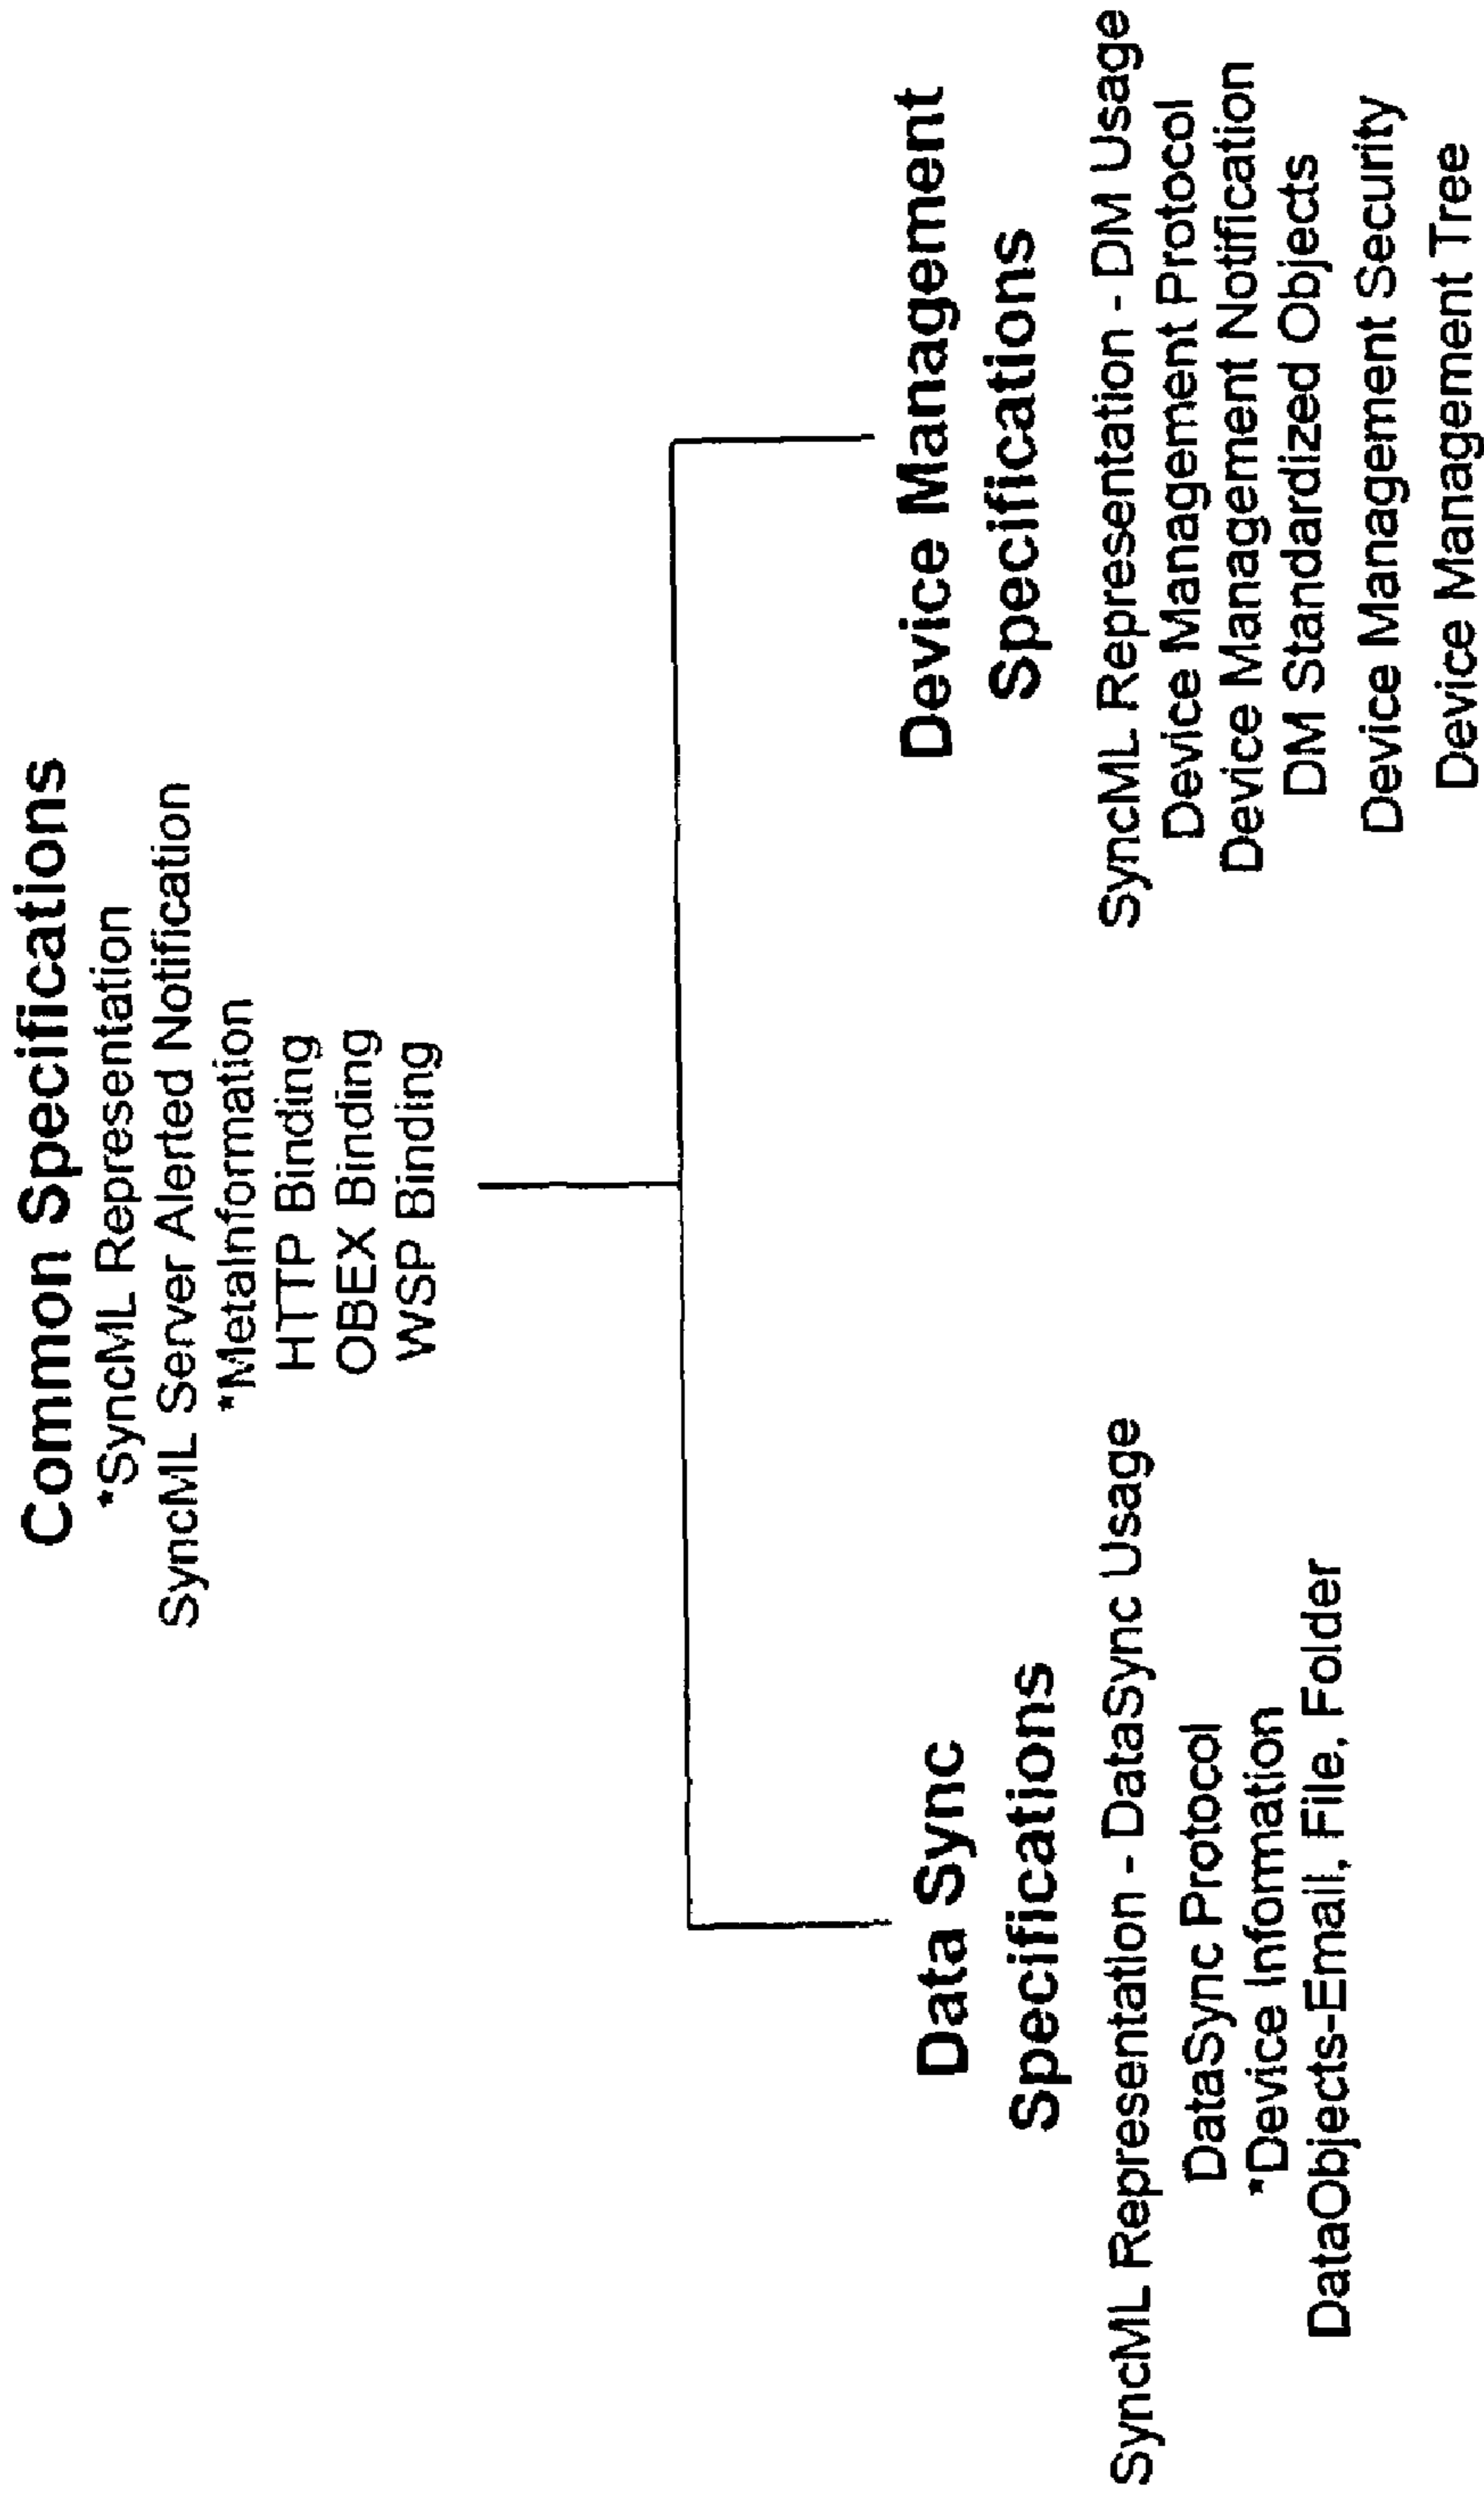 Common Specifications
*SyncML Representation
SyncML Server Alerted Notification
*Metainformation
HTTP Binding
OBEX Binding
WSP Binding
Data Sync
Specifications
SyncML Representation - DataSync Usage
DataSync Protocol
*Device Information
DataObjects-Email, File, Folder
Device Management
Specifications
SyncML Representation - DM Usage
Device Management Protocol
Device Management Notification
DM Standardized Objects
Device Management Security
Device Management Tree